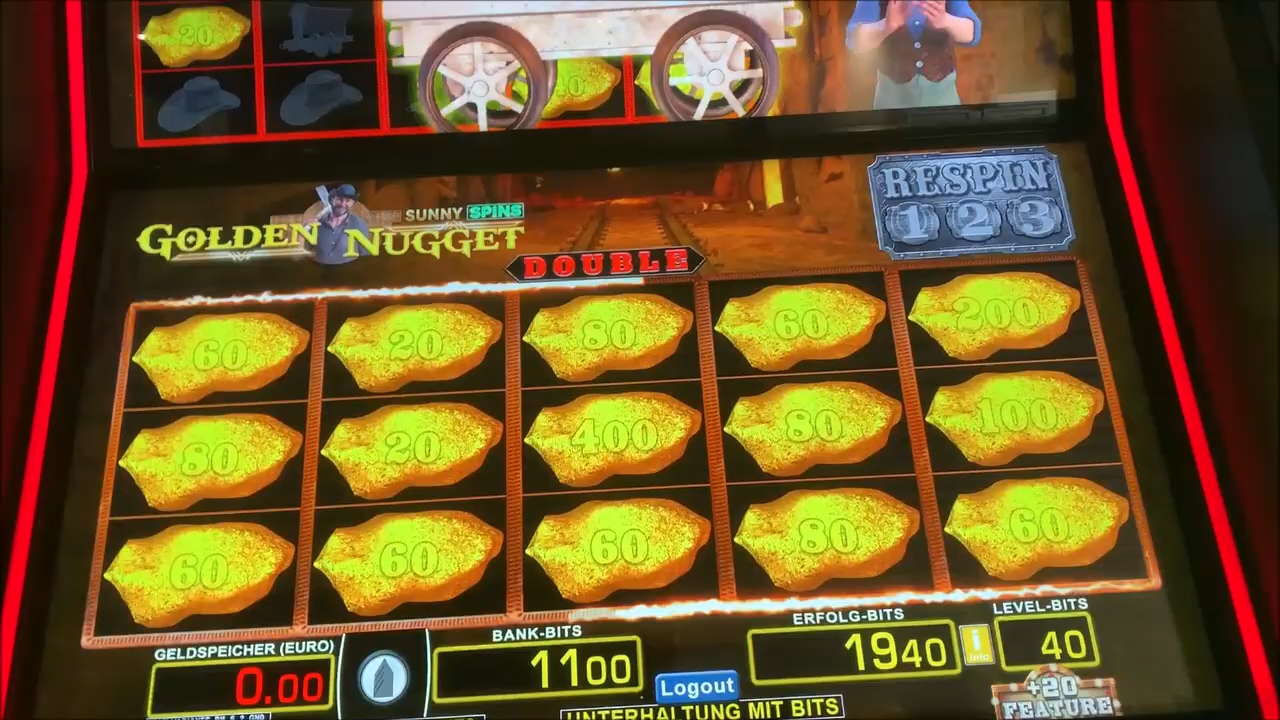 20
10
RESPIN
1 2 3
SUNNY SPINS
GOLDEN NUGGET
DOUBLE
60 20 80 60 200
80 20 400 80 100
60 60 60 80 60
GELDSPEICHER (EURO)
0.00
BANK-BITS
1100
ERFOLG-BITS
1940
i
Info
LEVEL-BITS
40
Logout
UNTERHALTUNG MIT BITS
+20
FEATURE